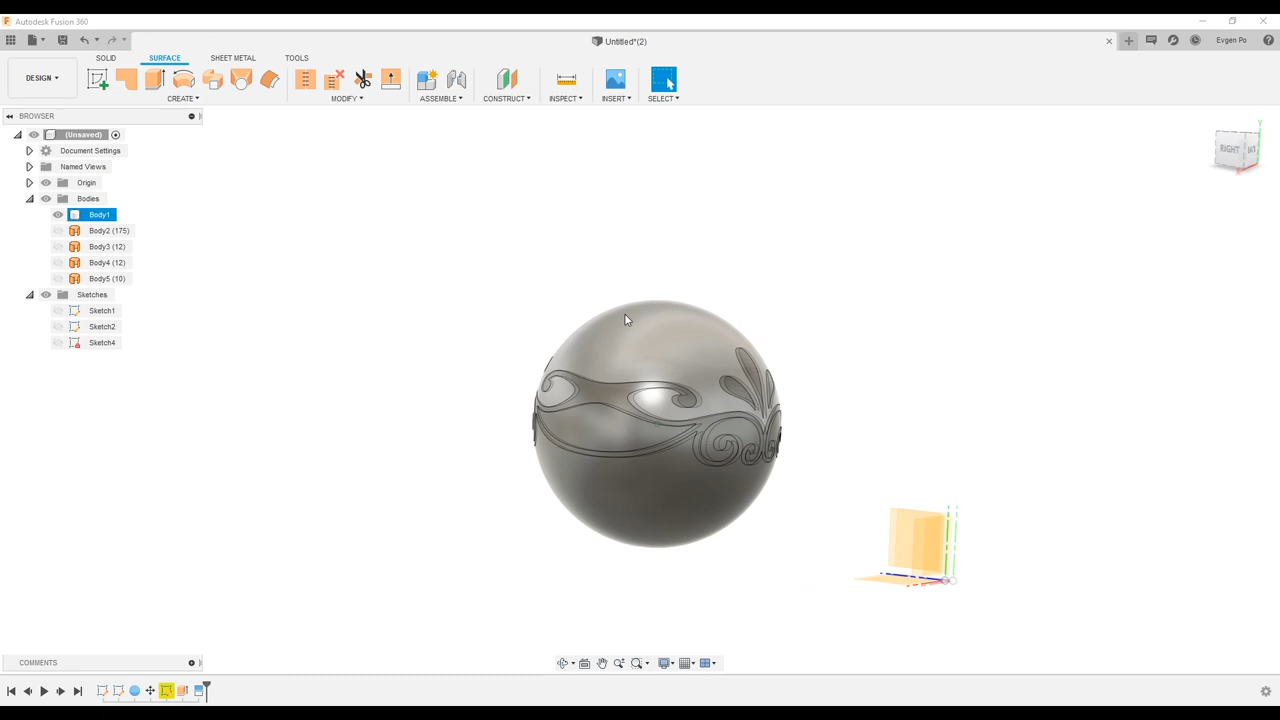 Autodesk Fusion 360
Untitled*(2)
Evgen Po
SOLID SURFACE SHEET METAL TOOLS
DESIGN
CREATE MODIFY ASSEMBLE CONSTRUCT INSPECT INSERT SELECT
BROWSER
(Unsaved)
Document Settings
Named Views
Origin
Bodies
Body1
Body2 (175)
Body3 (12)
Body4 (12)
Body5 (10)
Sketches
Sketch1
Sketch2
Sketch4
RIGHT
COMMENTS